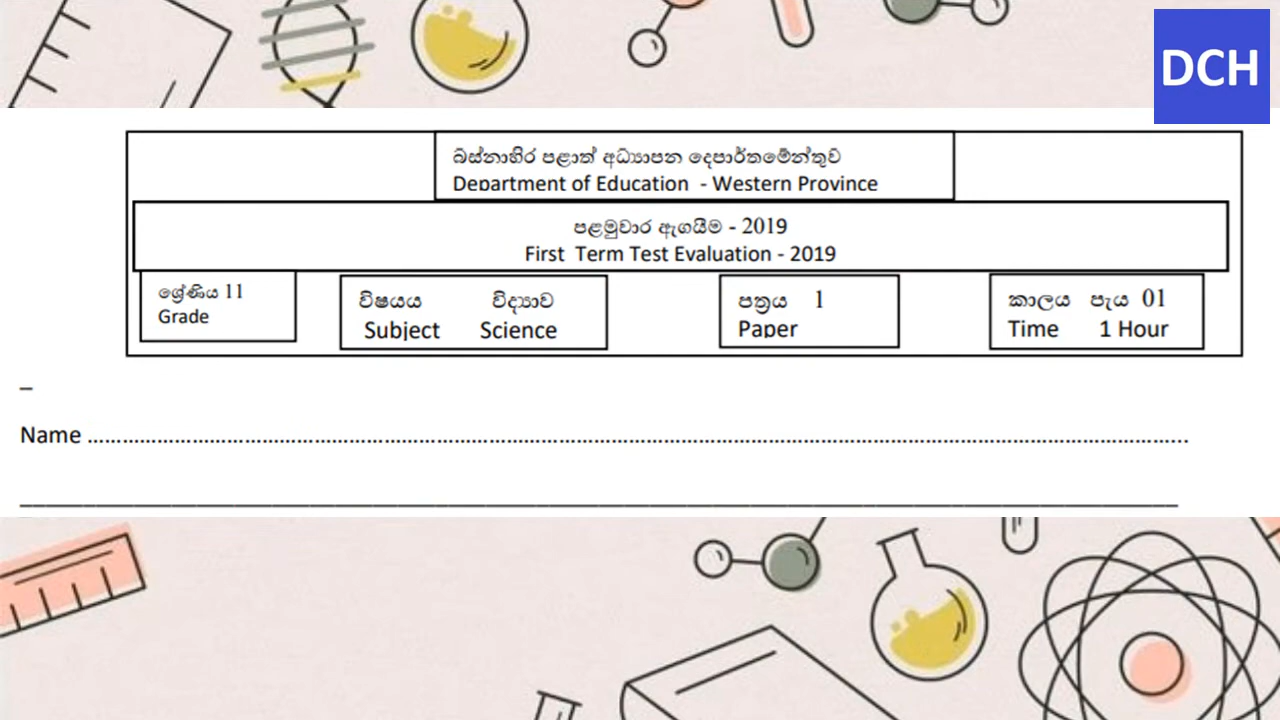 DCH
බස්නාහිර පළාත් අධ්‍යාපන දෙපාර්තමේන්තුව
Department of Education - Western Province
පළමුවාර ඇගයීම - 2019
First Term Test Evaluation - 2019
ශ්‍රේණිය 11
Grade
විෂයය විද්‍යාව
Subject Science
පත්‍රය 1
Paper
කාලය පැය 01
Time 1 Hour
Name ……………………………………………………………………………………………………………………………………...